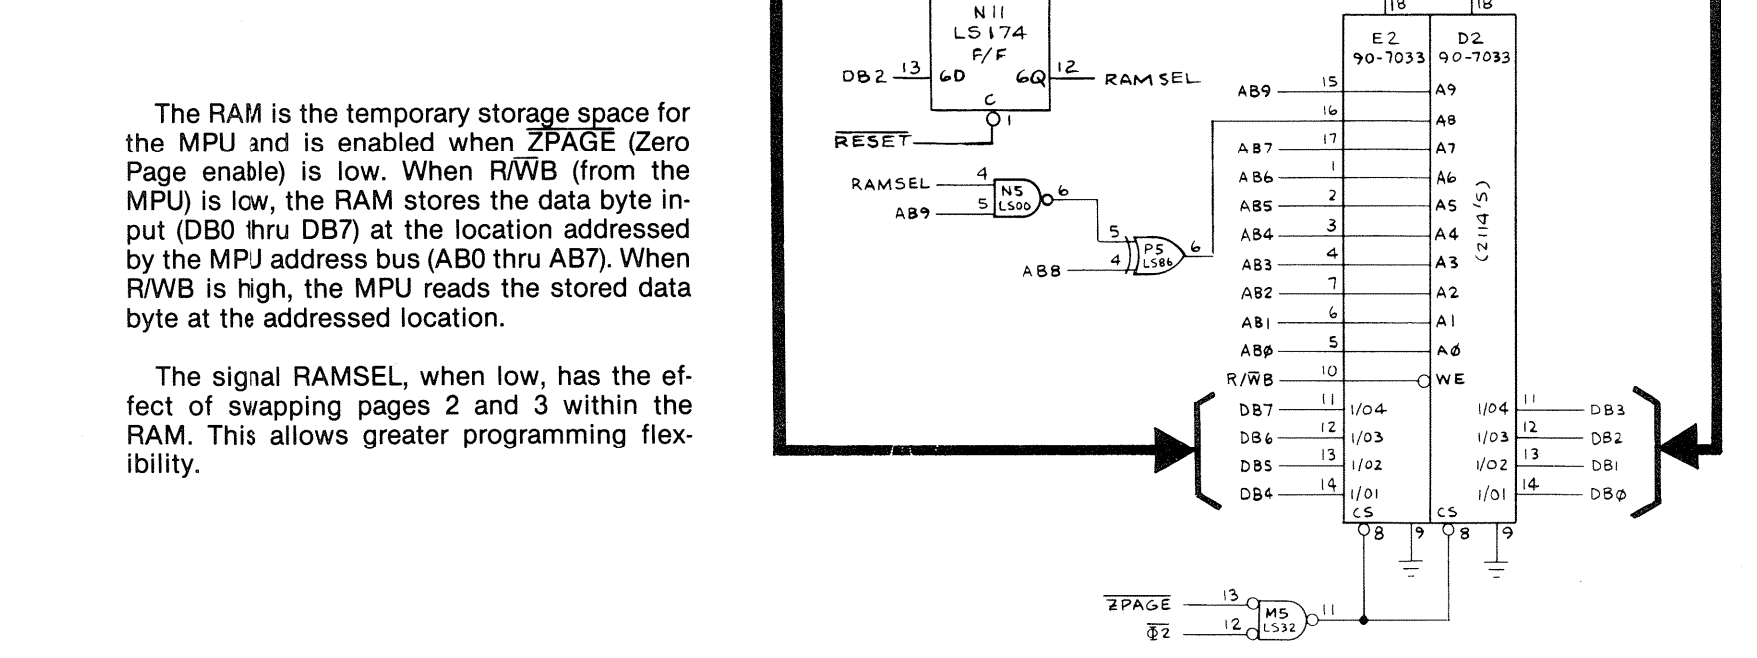 The RAM is the temporary storage space for
the MPU and is enabled when Z̅P̅A̅G̅E̅ (Zero
Page enable) is low. When R/W̅B (from the
MPU) is low, the RAM stores the data byte in-
put (DB0 thru DB7) at the location addressed
by the MPU address bus (AB0 thru AB7). When
R/WB is high, the MPU reads the stored data
byte at the addressed location.
The signal RAMSEL, when low, has the ef-
fect of swapping pages 2 and 3 within the
RAM. This allows greater programming flex-
ibility.
N11
LS174
F/F
DB2 13 6D 6Q 12 RAMSEL
C
1
R̅E̅S̅E̅T̅
RAMSEL 4
AB9 5
N5
LS00
6
5
AB8 4
P5
LS86
6
18 18
E2 D2
90-7033 90-7033
(2114'S)
AB9 15 A9
16 A8
AB7 17 A7
AB6 1 A6
AB5 2 A5
AB4 3 A4
AB3 4 A3
AB2 7 A2
AB1 6 A1
ABØ 5 AØ
R/W̅B 10 WE
DB7 11 I/O4 I/O4 11 DB3
DB6 12 I/O3 I/O3 12 DB2
DB5 13 I/O2 I/O2 13 DB1
DB4 14 I/O1 I/O1 14 DBØ
CS CS
8 9 8 9
Z̅P̅A̅G̅E̅ 13
Φ̅2̅ 12
M5
LS32
11